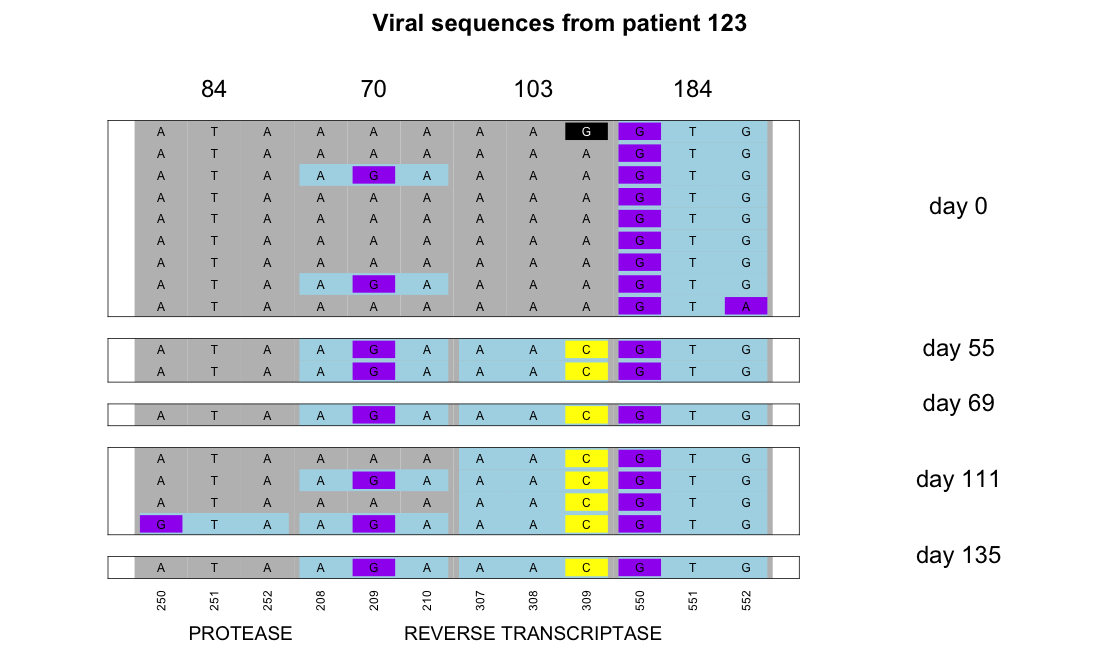 Viral sequences from patient 123
84 70 103 184
A T A A A A A A G G T G
A T A A A A A A A G T G
A T A A G A A A A G T G
A T A A A A A A A G T G
A T A A A A A A A G T G
day 0
A T A A A A A A A G T G
A T A A A A A A A G T G
A T A A G A A A A G T G
A T A A A A A A A G T A
A T A A G A A A C G T G
day 55
A T A A G A A A C G T G
A T A A G A A A C G T G
day 69
A T A A A A A A C G T G
A T A A G A A A C G T G
day 111
A T A A A A A A C G T G
G T A A G A A A C G T G
A T A A G A A A C G T G
day 135
250 251 252 208 209 210 307 308 309 550 551 552
PROTEASE REVERSE TRANSCRIPTASE